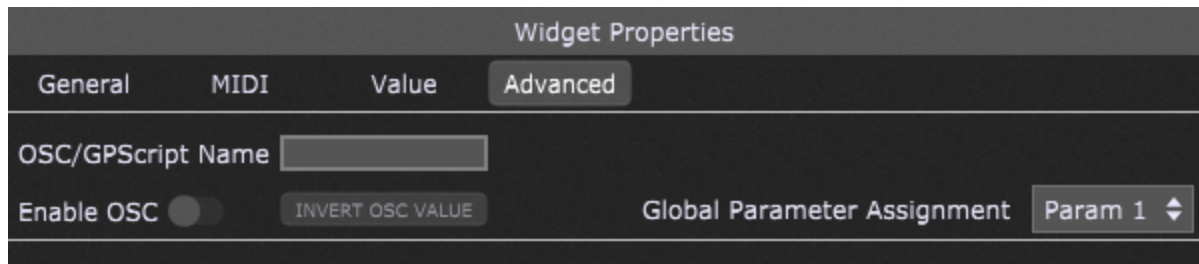 Widget Properties
General MIDI Value Advanced
OSC/GPScript Name
Enable OSC INVERT OSC VALUE Global Parameter Assignment Param 1